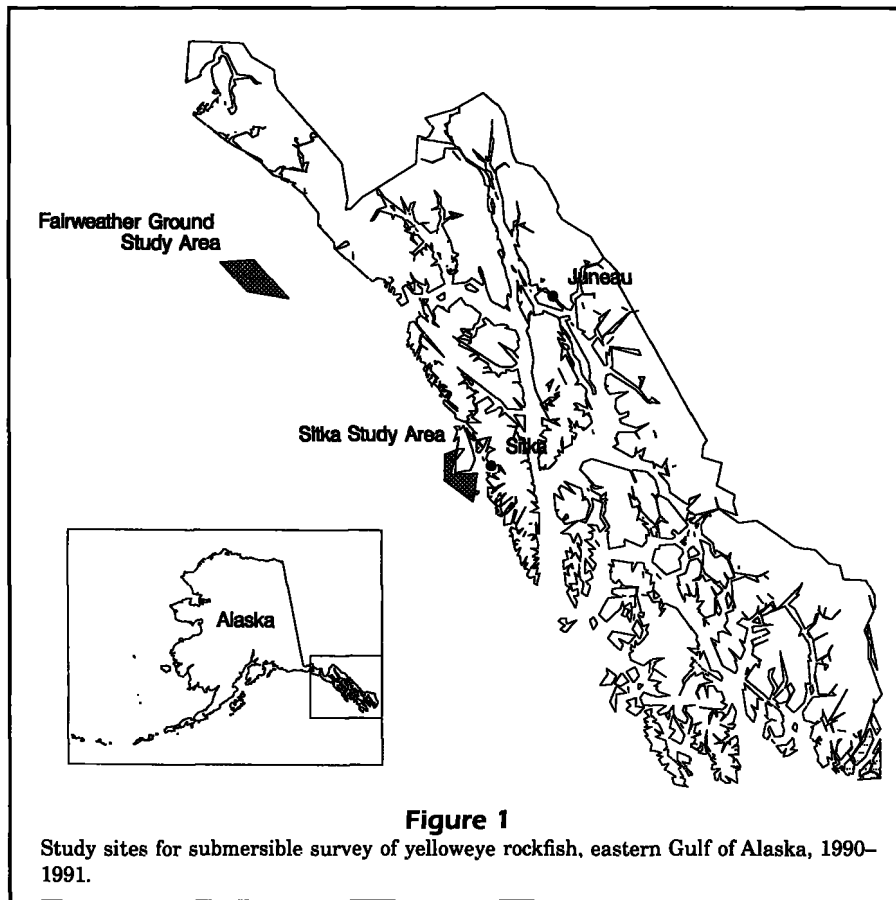 Fairweather Ground
Study Area
Juneau
Sitka Study Area
Sitka
Alaska
Figure 1
Study sites for submersible survey of yelloweye rockfish, eastern Gulf of Alaska, 1990–
1991.